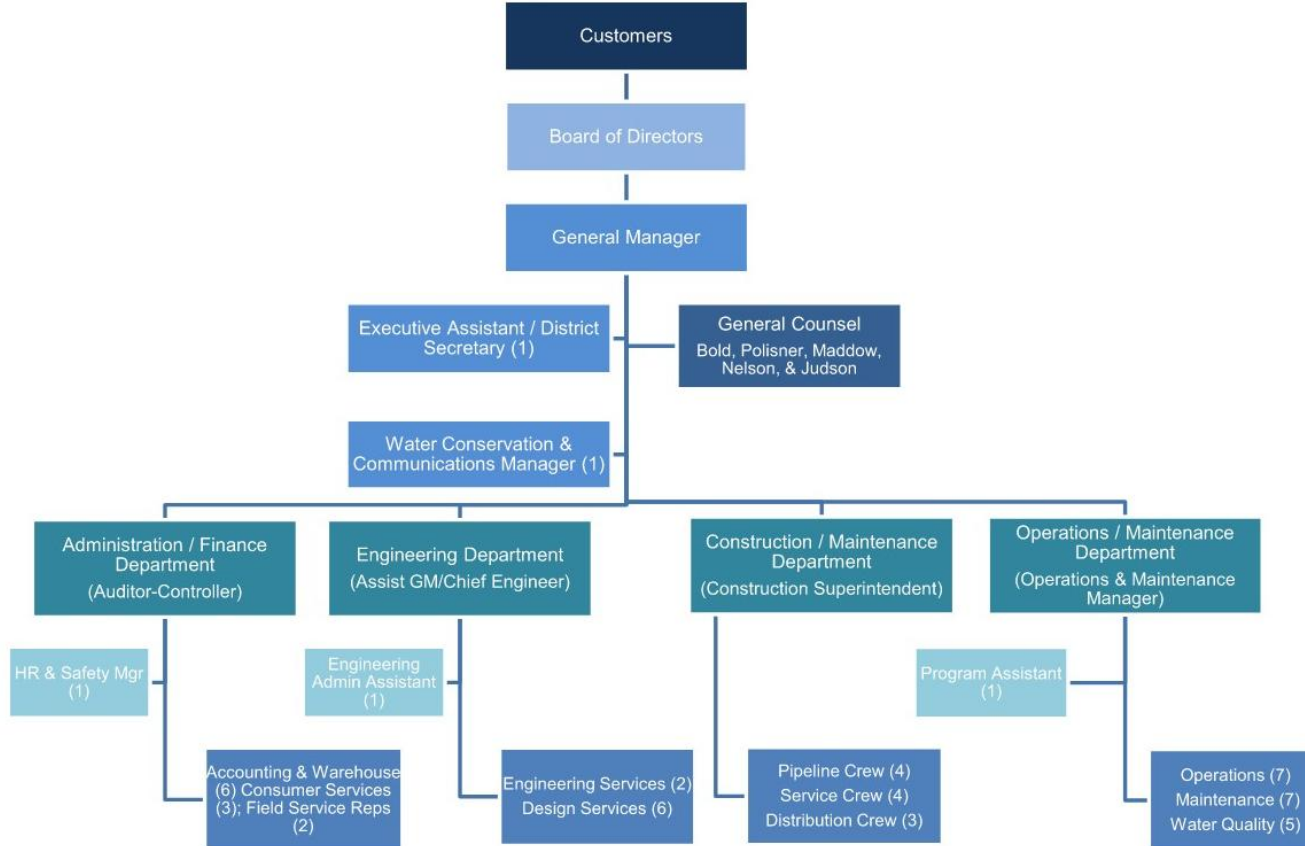 Customers
Board of Directors
General Manager
Executive Assistant / District
Secretary (1)
General Counsel
Bold, Polisner, Maddow,
Nelson, & Judson
Water Conservation &
Communications Manager (1)
Administration / Finance
Department
(Auditor-Controller)
Engineering Department
(Assist GM/Chief Engineer)
Construction / Maintenance
Department
(Construction Superintendent)
Operations / Maintenance
Department
(Operations & Maintenance
Manager)
HR & Safety Mgr
(1)
Engineering
Admin Assistant
(1)
Program Assistant
(1)
Accounting & Warehouse
(6) Consumer Services
(3); Field Service Reps
(2)
Engineering Services (2)
Design Services (6)
Pipeline Crew (4)
Service Crew (4)
Distribution Crew (3)
Operations (7)
Maintenance (7)
Water Quality (5)